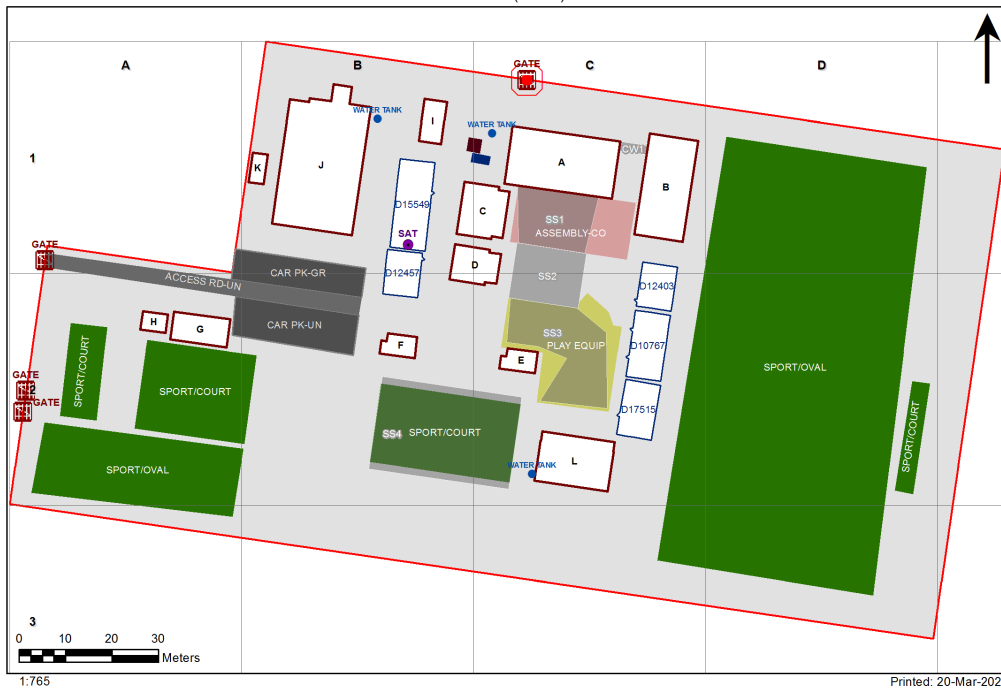 A
B
C
D
GATE
WATER TANK
WATER TANK
I
1
A
CW1
K
J
B
D15549
C
SS1
ASSEMBLY-CO
SAT
GATE
D
CAR PK-GR
D12457
SS2
ACCESS RD-UN
D12403
H
G
CAR PK-UN
SS3
F
PLAY EQUIP
D10767
E
SPORT/OVAL
SPORT/COURT
GATE
2
SPORT/COURT
GATE
D17515
SPORT/COURT
SS4
SPORT/COURT
SPORT/OVAL
WATER TANK
L
3
0 10 20 30
Meters
1:765
Printed: 20-Mar-202